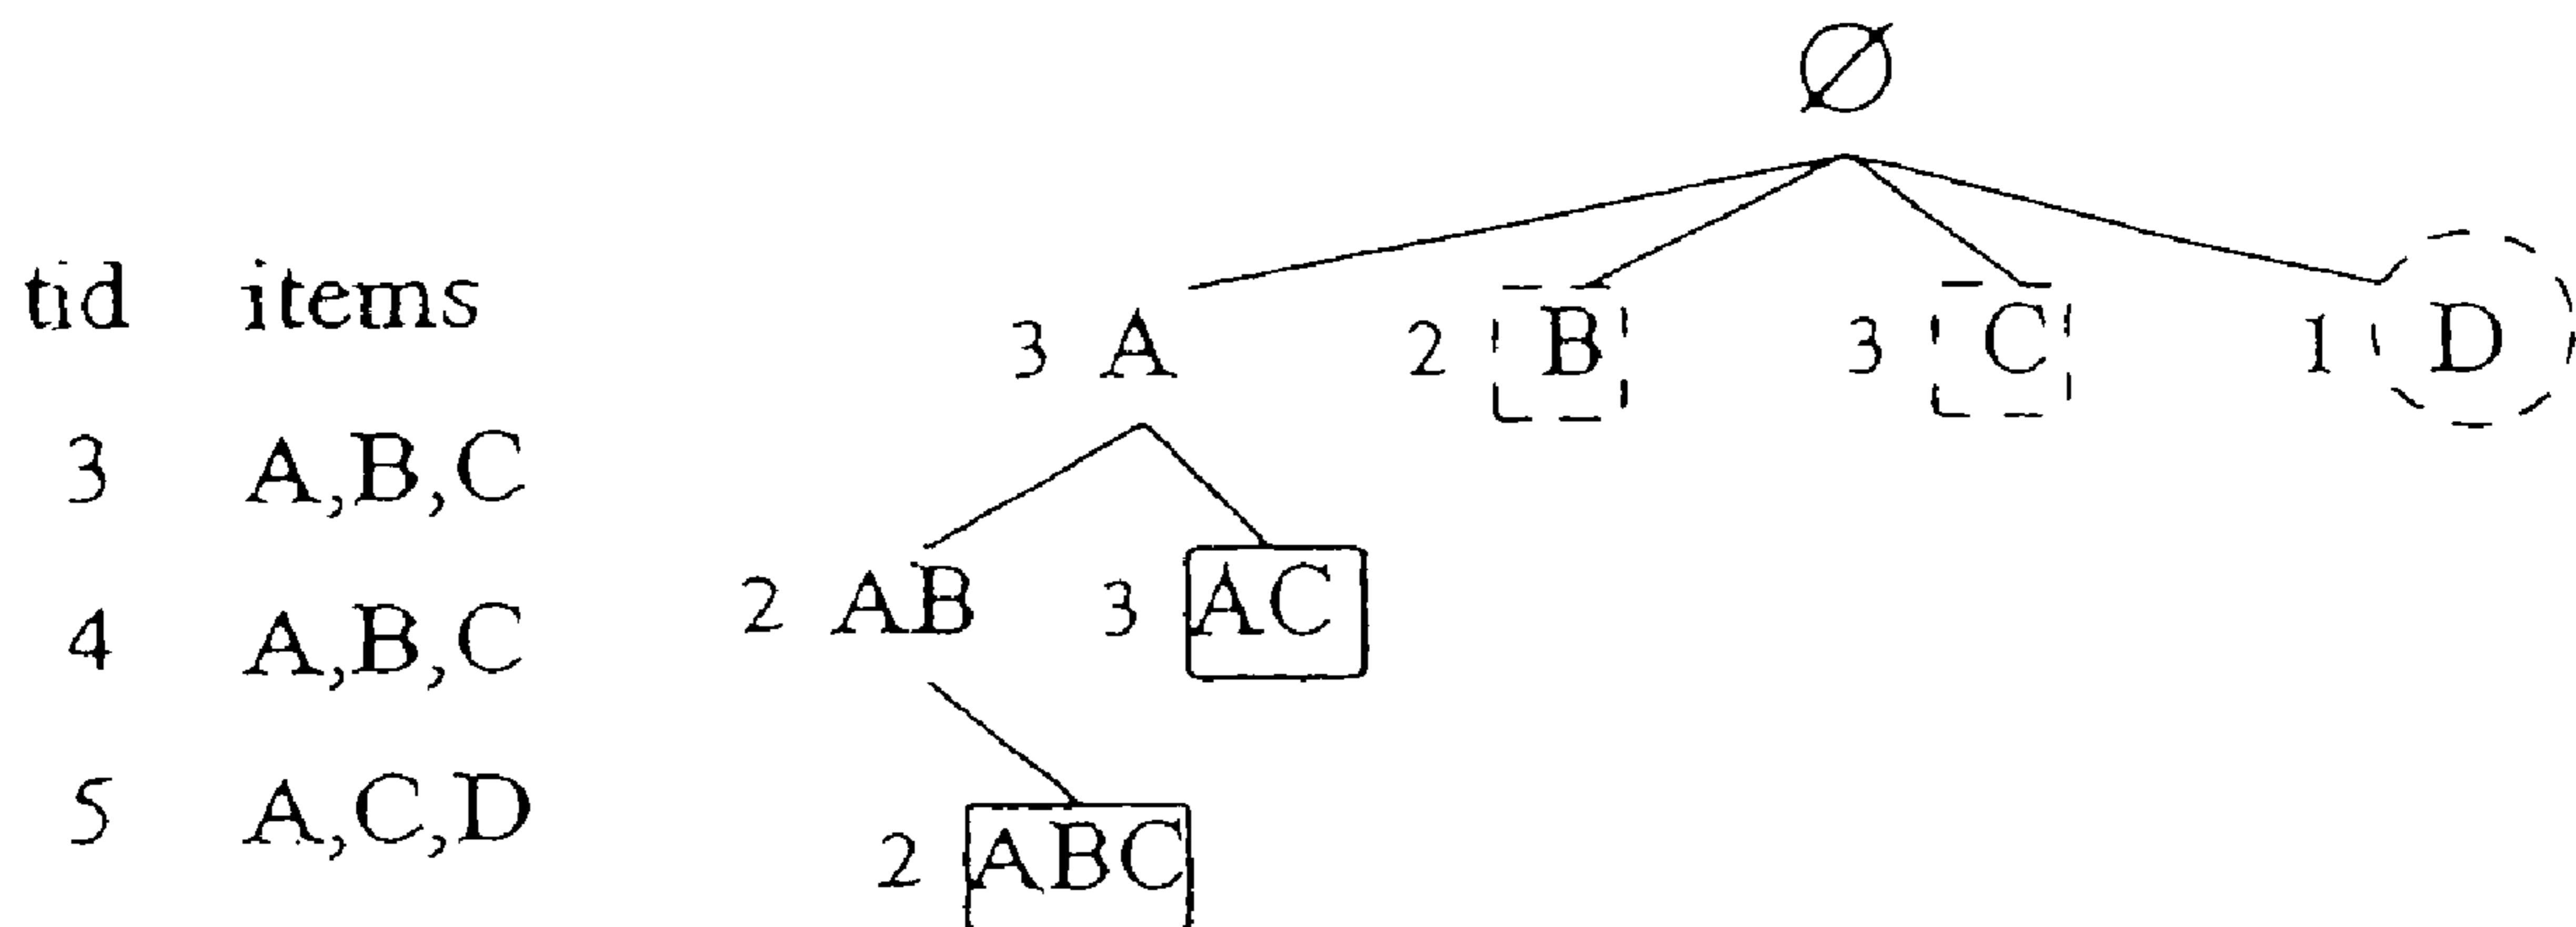 ∅
tid items
3 A 2 B 3 C 1 D
3 A,B,C
4 A,B,C
2 AB 3 AC
5 A,C,D
2 ABC